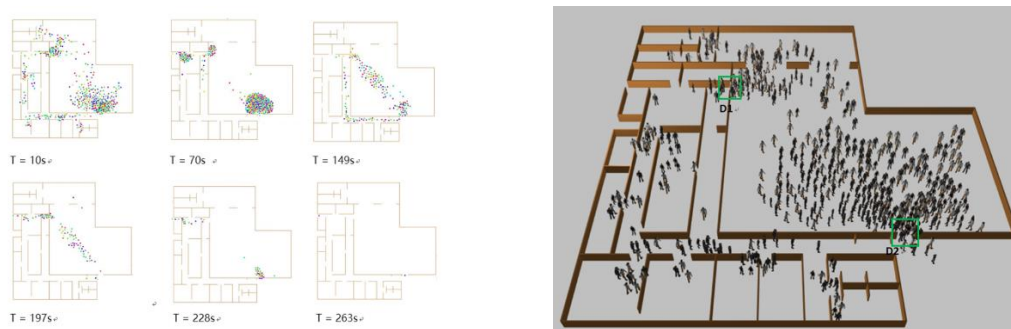 T = 10s
T = 70s
T = 149s
T = 197s
T = 228s
T = 263s
D1
D2